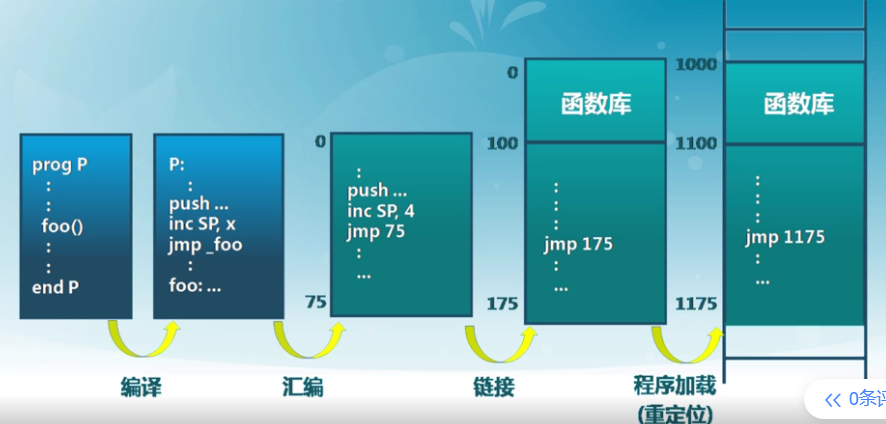 prog P
:
:
foo()
:
:
end P
P:
:
push ...
inc SP, x
jmp _foo
:
foo: ...
0
:
push ...
inc SP, 4
jmp 75
:
...
75
0
函数库
100
:
:
:
:
jmp 175
:
...
175
1000
函数库
1100
:
:
:
jmp 1175
:
...
1175
编译
汇编
链接
程序加载
(重定位)
0条评